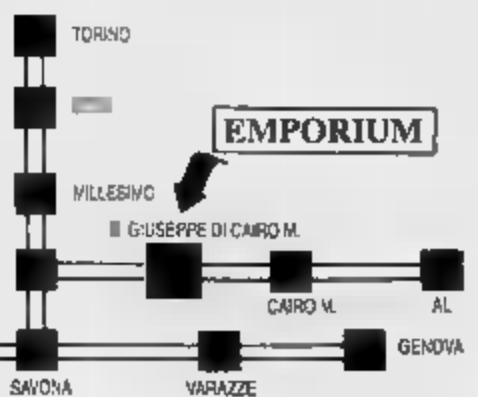 TORINO
EMPORIUM
MILLESIMO
GIUSEPPE DI CAIRO M.
CAIRO M.
AL
GENOVA
SAVONA
VARAZZE